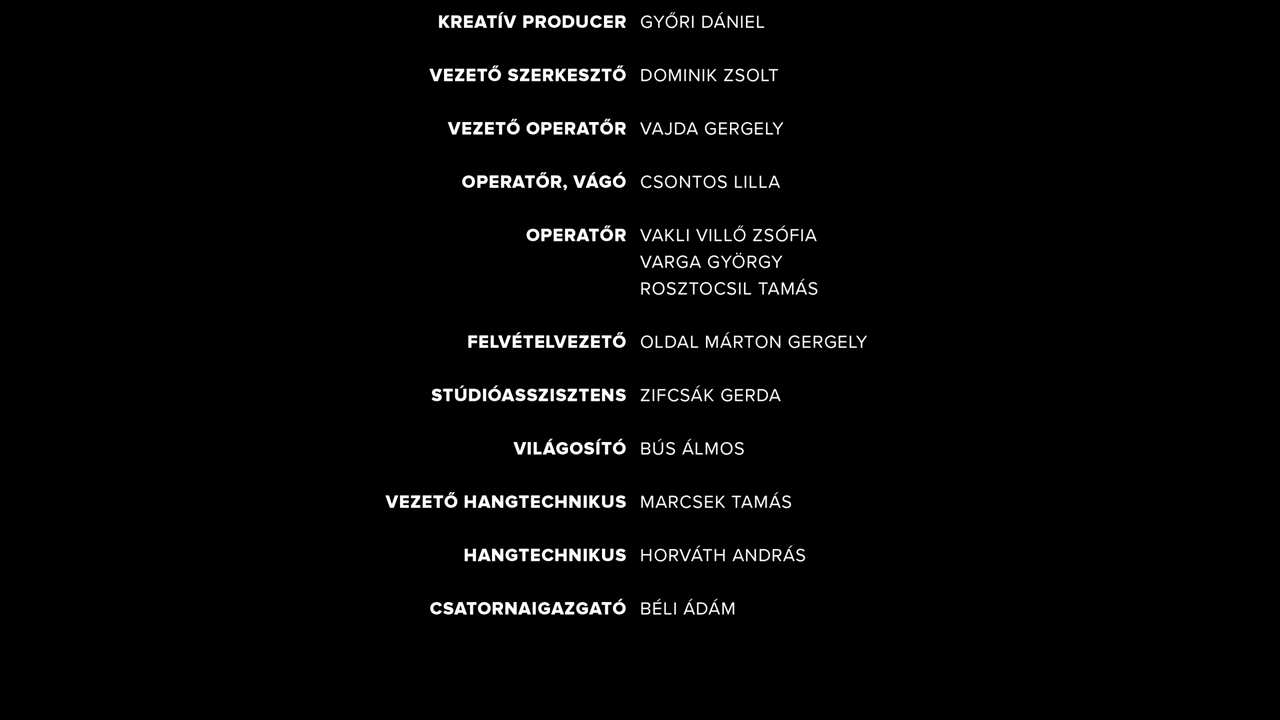 KREATÍV PRODUCER GYŐRI DÁNIEL
VEZETŐ SZERKESZTŐ DOMINIK ZSOLT
VEZETŐ OPERATŐR VAJDA GERGELY
OPERATŐR, VÁGÓ CSONTOS LILLA
OPERATŐR VAKLI VILLŐ ZSÓFIA
VARGA GYÖRGY
ROSZTOCSIL TAMÁS
FELVÉTELVEZETŐ OLDAL MÁRTON GERGELY
STÚDIÓASSZISZTENS ZIFCSÁK GERDA
VILÁGOSÍTÓ BÚS ÁLMOS
VEZETŐ HANGTECHNIKUS MARCSEK TAMÁS
HANGTECHNIKUS HORVÁTH ANDRÁS
CSATORNAIGAZGATÓ BÉLI ÁDÁM